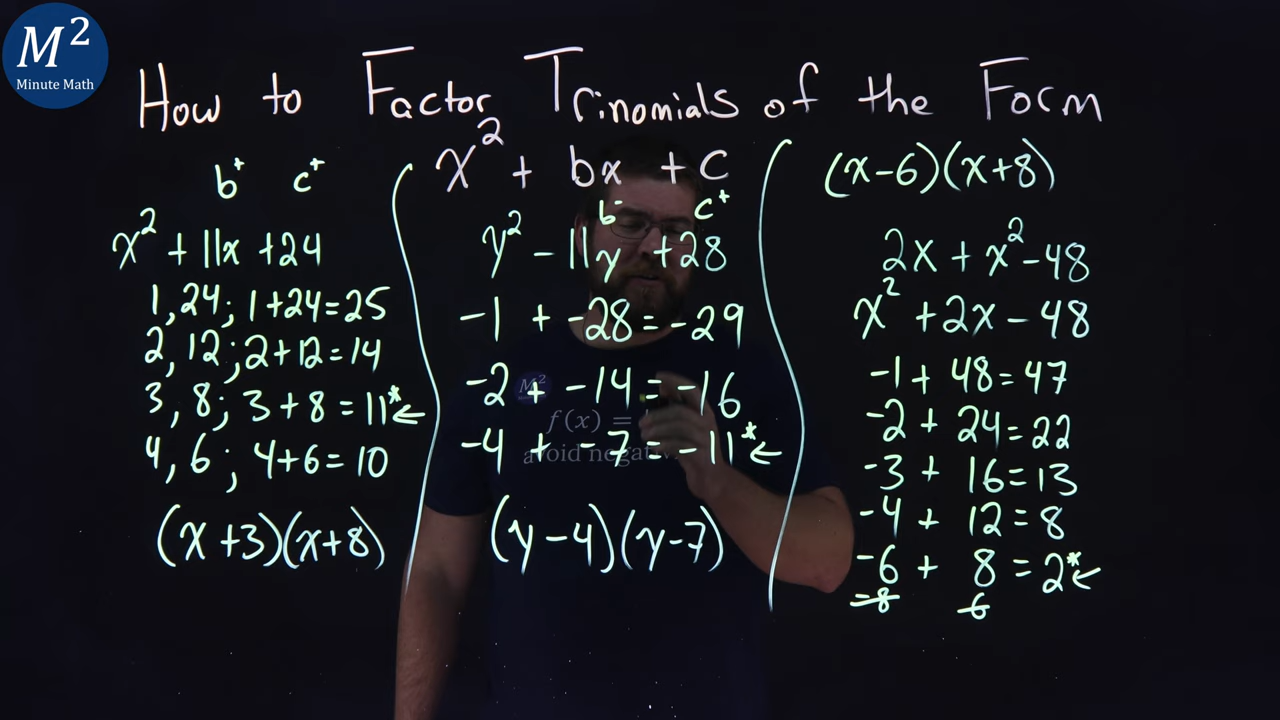 M²
Minute Math
How to Factor Trinomials of the Form
x² + bx + c
b⁺ c⁺
x² + 11x + 24
1, 24; 1 + 24 = 25
2, 12; 2 + 12 = 14
3, 8; 3 + 8 = 11* ←
4, 6; 4 + 6 = 10
(x + 3)(x + 8)
b⁻ c⁺
y² - 11y + 28
-1 + -28 = -29
-2 + -14 = -16
-4 + -7 = -11* ←
(y - 4)(y - 7)
M²
f(x) =
avoid negat
(x - 6)(x + 8)
2x + x² - 48
x² + 2x - 48
-1 + 48 = 47
-2 + 24 = 22
-3 + 16 = 13
-4 + 12 = 8
-6 + 8 = 2* ←
-8 6